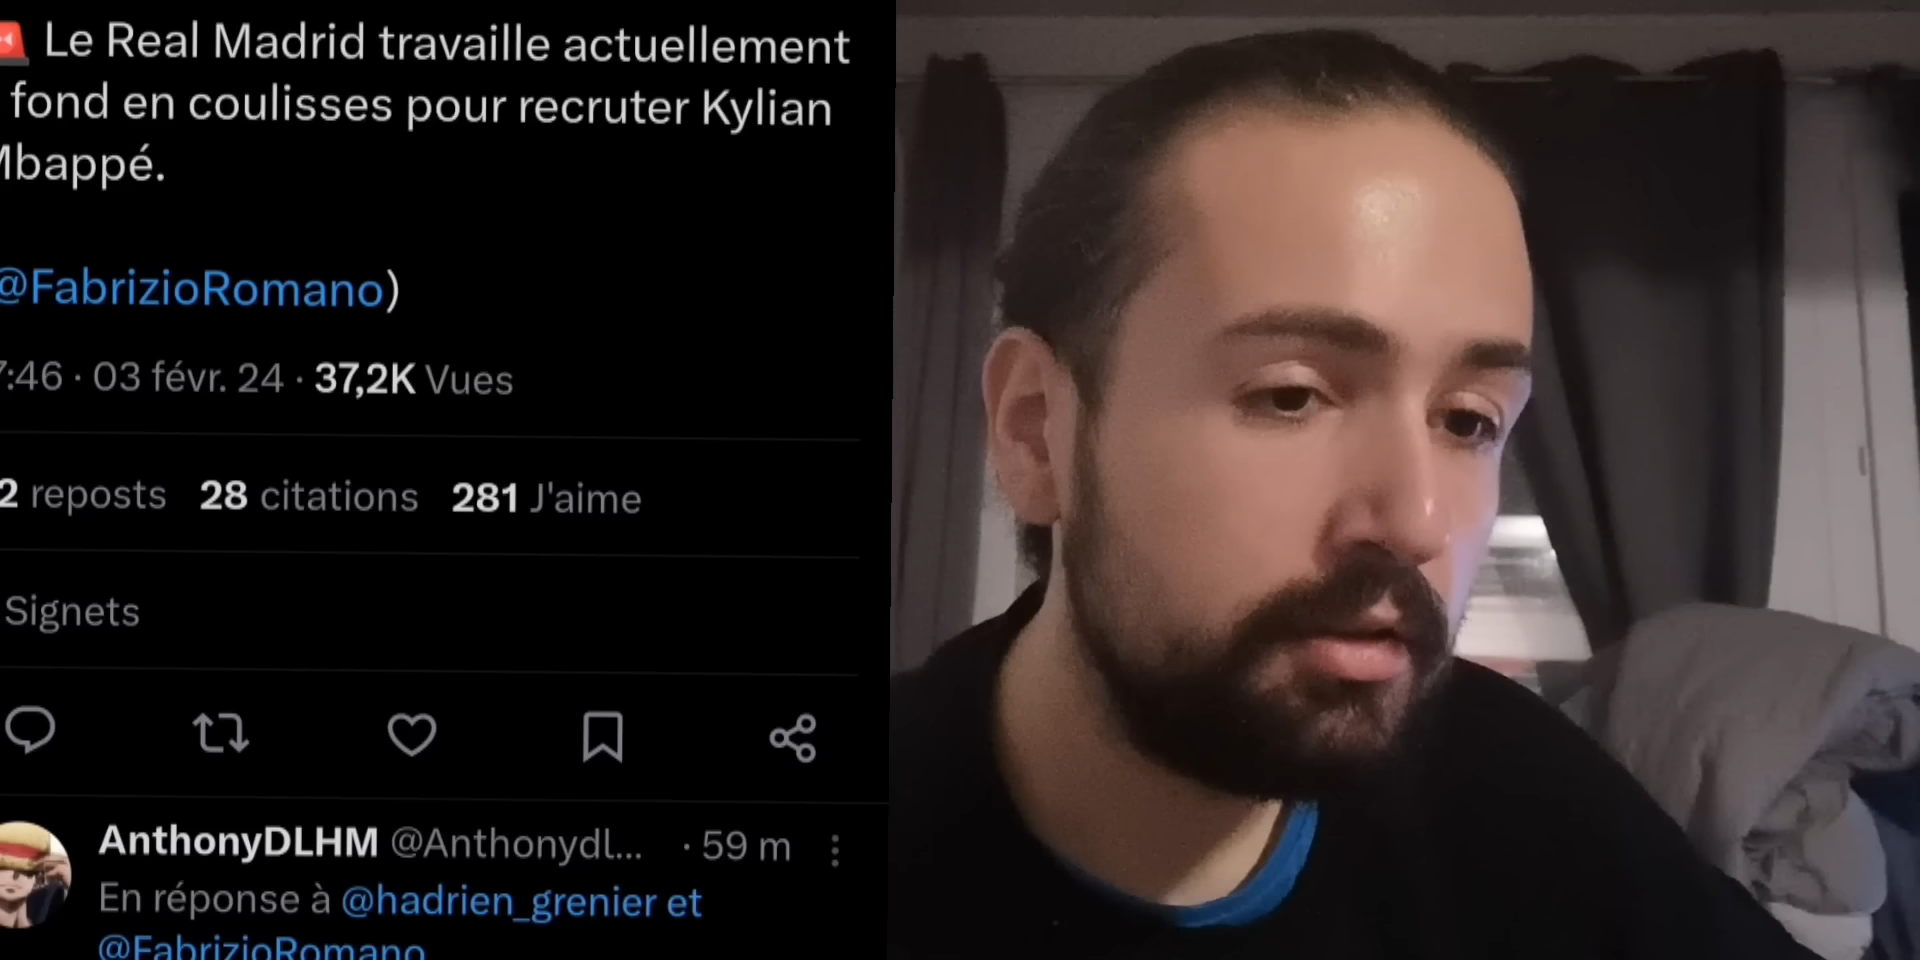 Le Real Madrid travaille actuellement
fond en coulisses pour recruter Kylian
Mbappé.
@FabrizioRomano)
7:46 · 03 févr. 24 · 37,2K Vues
2 reposts 28 citations 281 J'aime
Signets
AnthonyDLHM @Anthonydl... · 59 m
En réponse à @hadrien_grenier et
@FabrizioRomano